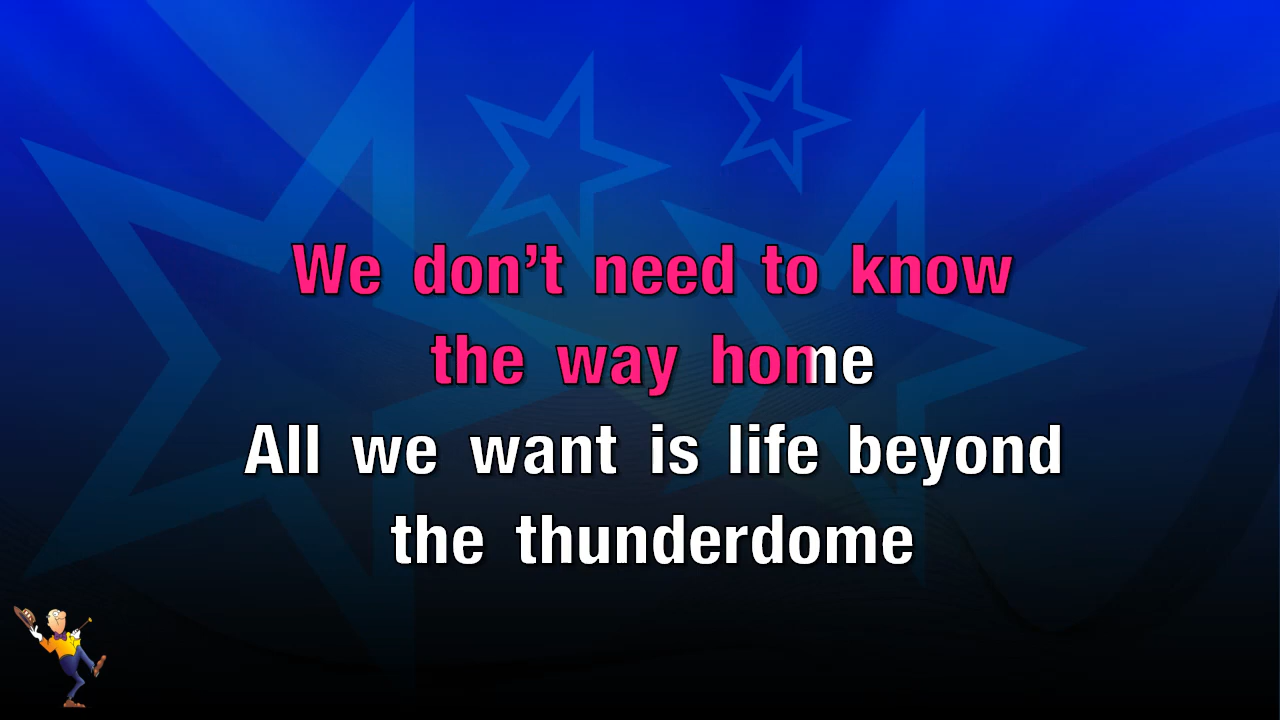 We don’t need to know
the way home
All we want is life beyond
the thunderdome